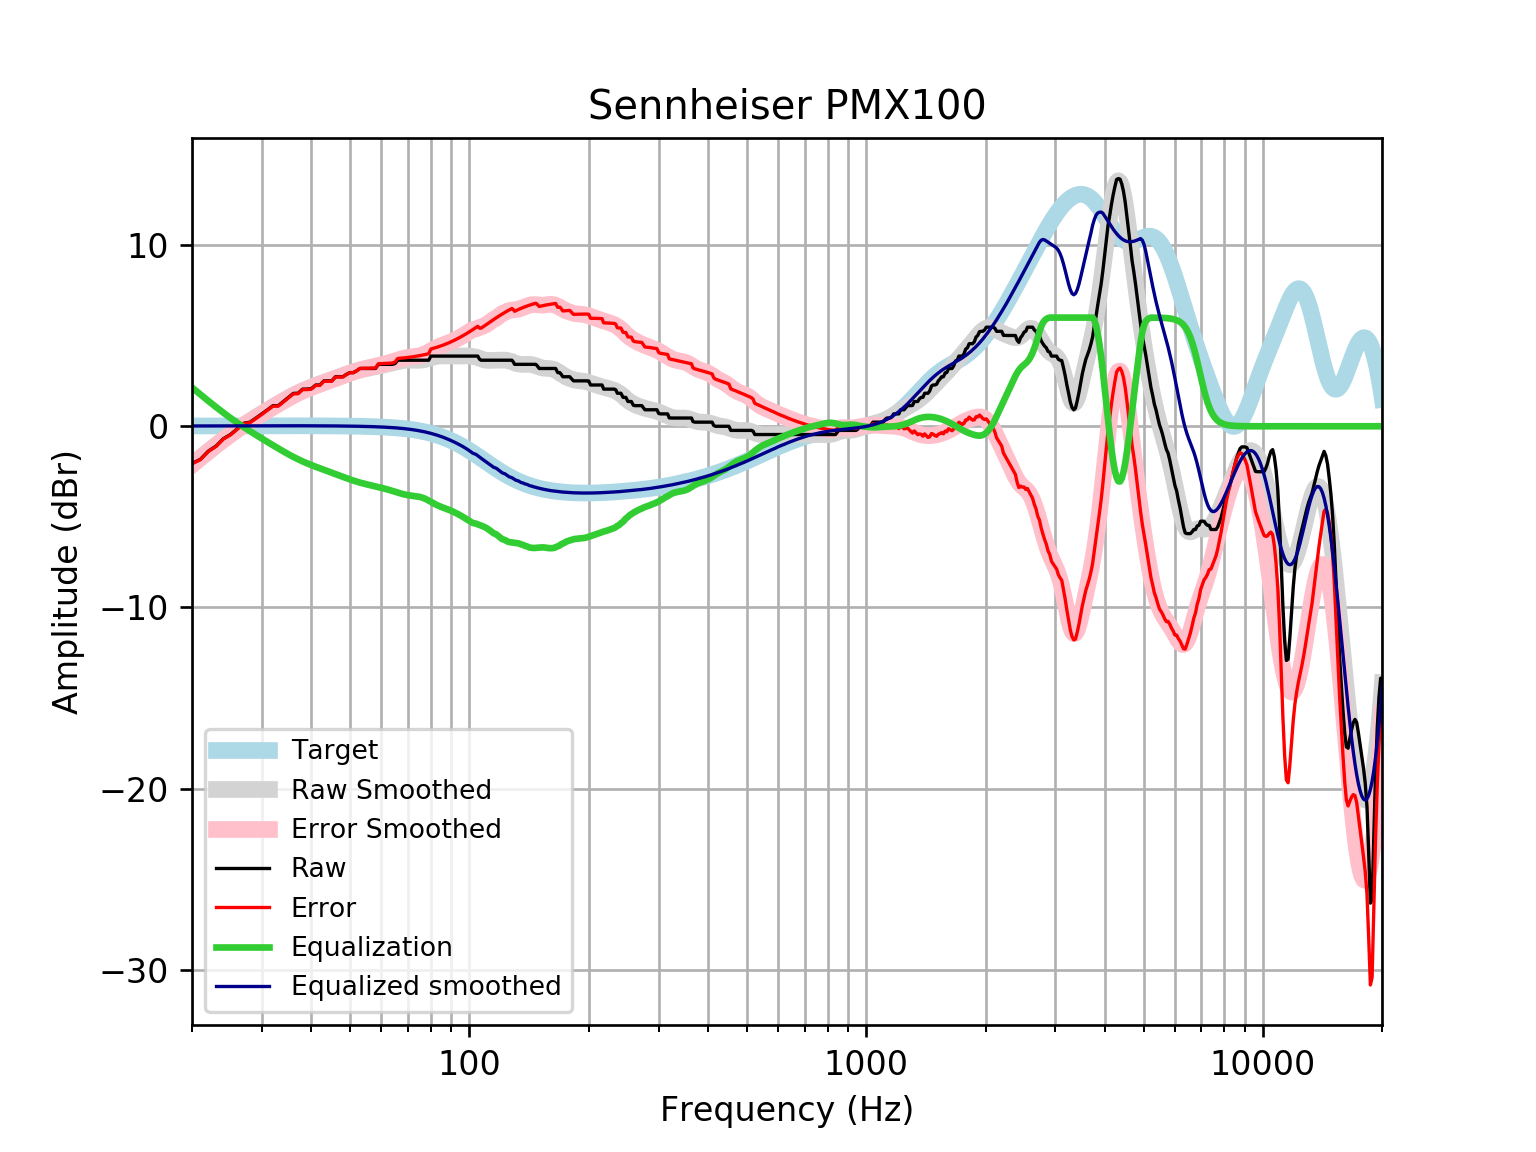 Sennheiser PMX100
Amplitude (dBr)
10
0
−10
−20
−30
Target
Raw Smoothed
Error Smoothed
Raw
Error
Equalization
Equalized smoothed
100
1000
10000
Frequency (Hz)